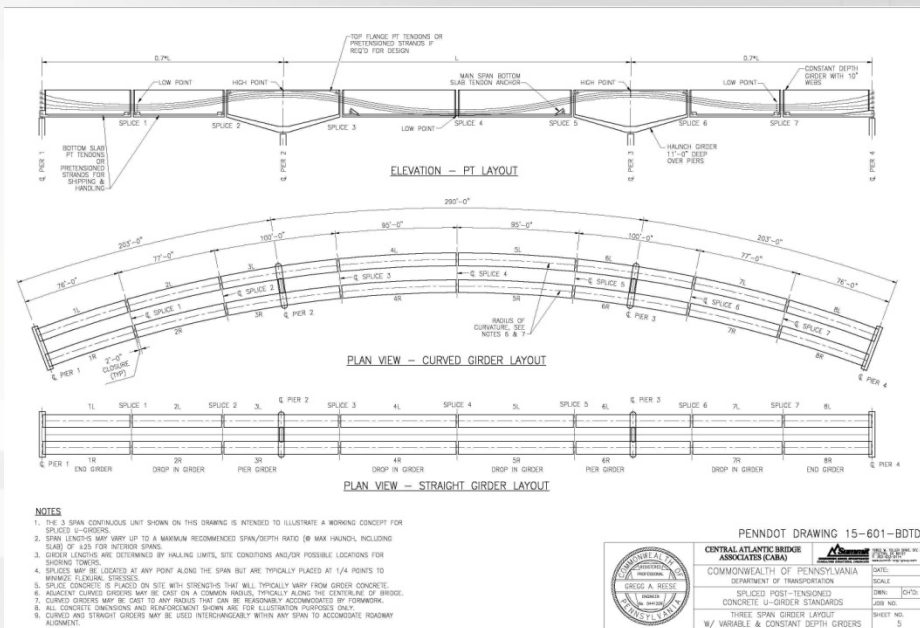 TOP FLANGE PT TENDONS OR
PRETENSIONED STRANDS IF
REQ'D FOR DESIGN
0.7*L
L
0.7*L
LOW POINT
HIGH POINT
MAIN SPAN BOTTOM
SLAB TENDON ANCHOR
HIGH POINT
LOW POINT
CONSTANT DEPTH
GIRDER WITH 10"
WEBS
SPLICE 1
SPLICE 2
SPLICE 3
LOW POINT
SPLICE 4
SPLICE 5
SPLICE 6
SPLICE 7
℄ PIER 1
BOTTOM SLAB
PT TENDONS
OR
PRETENSIONED
STRANDS FOR
SHIPPING &
HANDLING
℄ PIER 2
℄ PIER 3
HAUNCH GIRDER
11'-0" DEEP
OVER PIERS
℄ PIER 4
ELEVATION - PT LAYOUT
290'-0"
203'-0"
203'-0"
76'-0"
77'-0"
100'-0"
95'-0"
95'-0"
100'-0"
77'-0"
76'-0"
1L
2L
3L
4L
5L
6L
7L
8L
℄ SPLICE 1
℄ SPLICE 2
℄ SPLICE 3
℄ SPLICE 4
℄ SPLICE 5
℄ SPLICE 6
℄ SPLICE 7
1R
2R
3R
4R
5R
6R
7R
8R
℄ PIER 1
℄ PIER 2
℄ PIER 3
℄ PIER 4
2'-0"
CLOSURE
(TYP)
RADIUS OF
CURVATURE, SEE
NOTES 6 & 7
PLAN VIEW - CURVED GIRDER LAYOUT
1L
SPLICE 1
2L
SPLICE 2
3L
℄ PIER 2
SPLICE 3
4L
SPLICE 4
5L
SPLICE 5
6L
℄ PIER 3
SPLICE 6
7L
SPLICE 7
8L
℄ PIER 1
1R
END GIRDER
2R
DROP IN GIRDER
3R
PIER GIRDER
4R
DROP IN GIRDER
5R
DROP IN GIRDER
6R
PIER GIRDER
7R
DROP IN GIRDER
8R
END GIRDER
℄ PIER 4
PLAN VIEW - STRAIGHT GIRDER LAYOUT
NOTES
1. THE 3 SPAN CONTINUOUS UNIT SHOWN ON THIS DRAWING IS INTENDED TO ILLUSTRATE A WORKING CONCEPT FOR
SPLICED U-GIRDERS.
2. SPAN LENGTHS MAY VARY UP TO A MAXIMUM RECOMMENDED SPAN/DEPTH RATIO (@ MAX HAUNCH, INCLUDING
SLAB) OF ±25 FOR INTERIOR SPANS.
3. GIRDER LENGTHS ARE DETERMINED BY HAULING LIMITS, SITE CONDITIONS AND/OR POSSIBLE LOCATIONS FOR
SHORING TOWERS.
4. SPLICES MAY BE LOCATED AT ANY POINT ALONG THE SPAN BUT ARE TYPICALLY PLACED AT 1/4 POINTS TO
MINIMIZE FLEXURAL STRESSES.
5. SPLICE CONCRETE IS PLACED ON SITE WITH STRENGTHS THAT WILL TYPICALLY VARY FROM GIRDER CONCRETE.
6. ADJACENT CURVED GIRDERS MAY BE CAST ON A COMMON RADIUS, TYPICALLY ALONG THE CENTERLINE OF BRIDGE.
7. CURVED GIRDERS MAY BE CAST TO ANY RADIUS THAT CAN BE REASONABLY ACCOMMODATED BY FORMWORK.
8. ALL CONCRETE DIMENSIONS AND REINFORCEMENT SHOWN ARE FOR ILLUSTRATION PURPOSES ONLY.
9. CURVED AND STRAIGHT GIRDERS MAY BE USED INTERCHANGEABLY WITHIN ANY SPAN TO ACCOMODATE ROADWAY
ALIGNMENT.
PENNDOT DRAWING 15-601-BDTD
COMMONWEALTH OF
REGISTERED
PROFESSIONAL
GREGG A. REESE
ENGINEER
PENNSYLVANIA
CENTRAL ATLANTIC BRIDGE
ASSOCIATES (CABA)
Summit
COMMONWEALTH OF PENNSYLVANIA
DEPARTMENT OF TRANSPORTATION
SPLICED POST-TENSIONED
CONCRETE U-GIRDER STANDARDS
THREE SPAN GIRDER LAYOUT
W/ VARIABLE & CONSTANT DEPTH GIRDERS
DATE:
SCALE
DWN:
CH'D:
JOB NO.
SHEET NO.
5